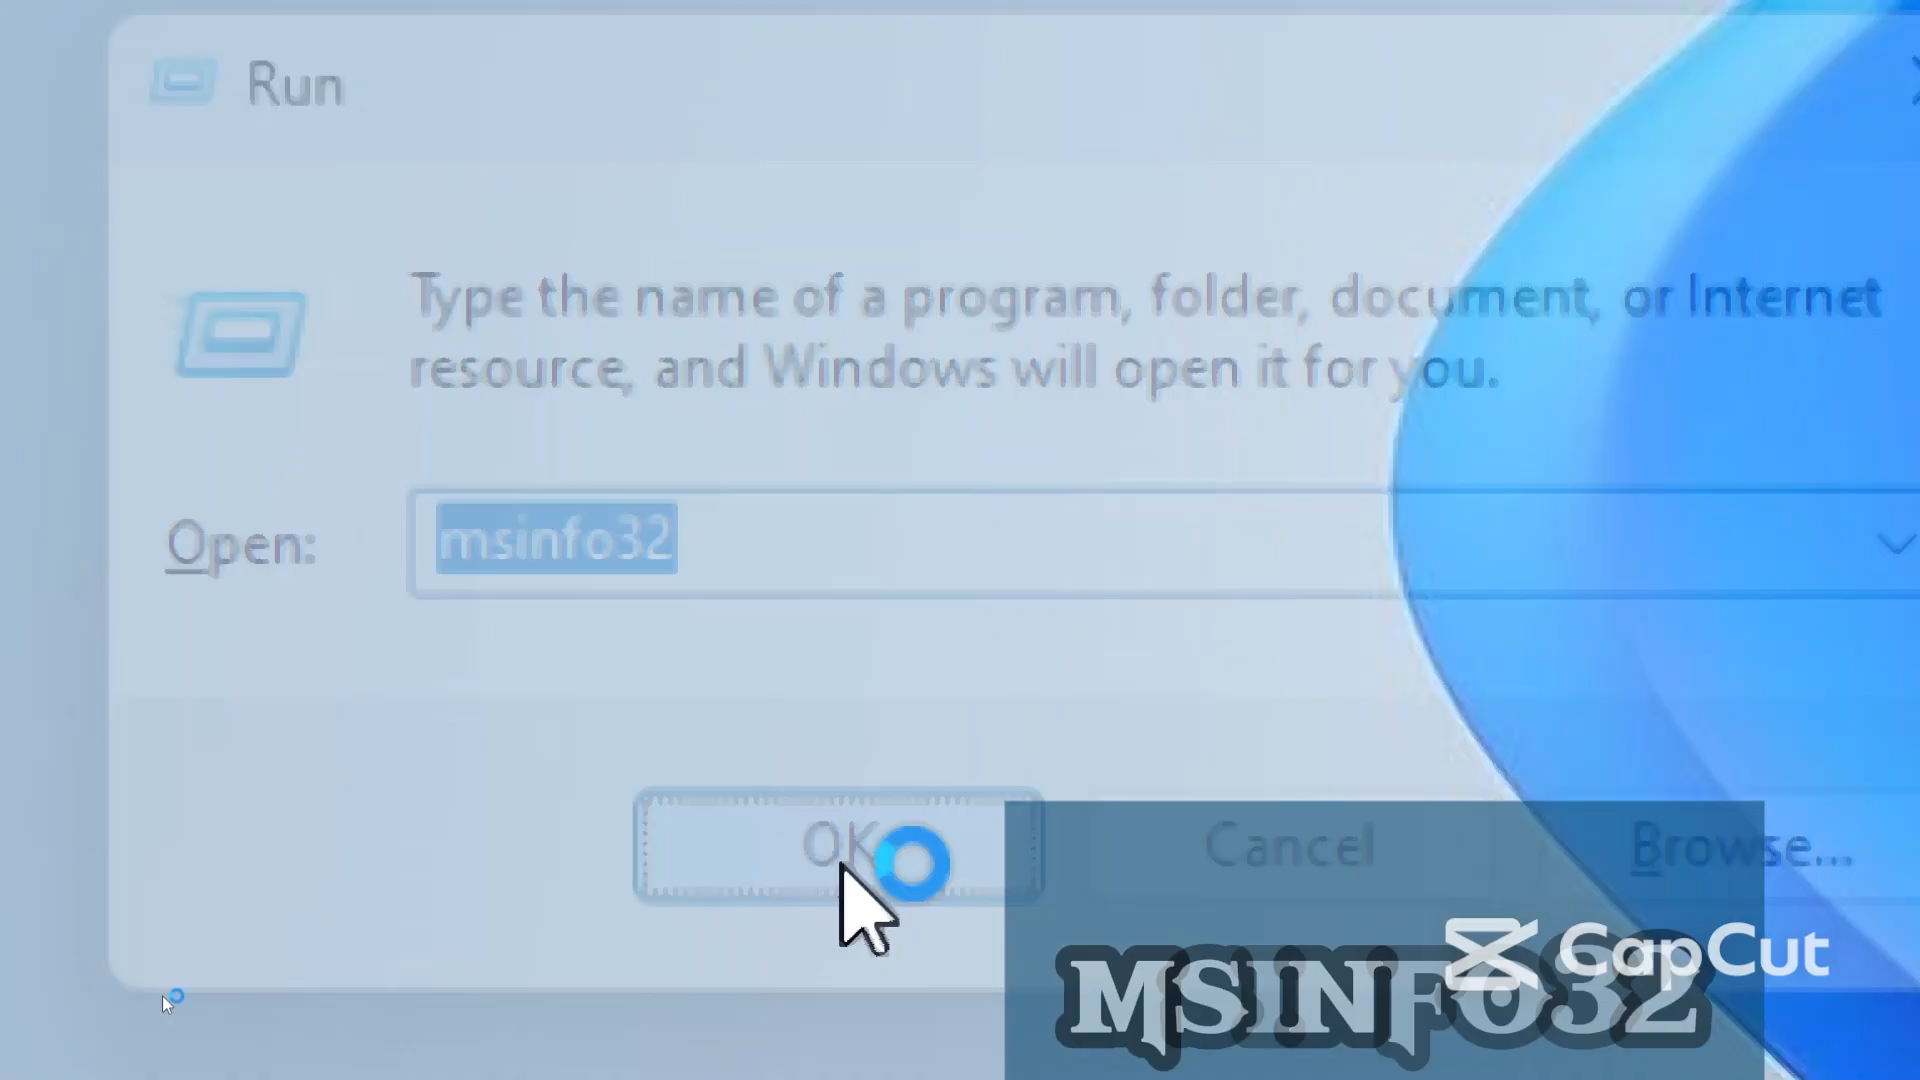 Run
Type the name of a program, folder, document, or Internet
resource, and Windows will open it for you.
Open:
msinfo32
OK
Cancel
Browse...
CapCut
MSINFO32